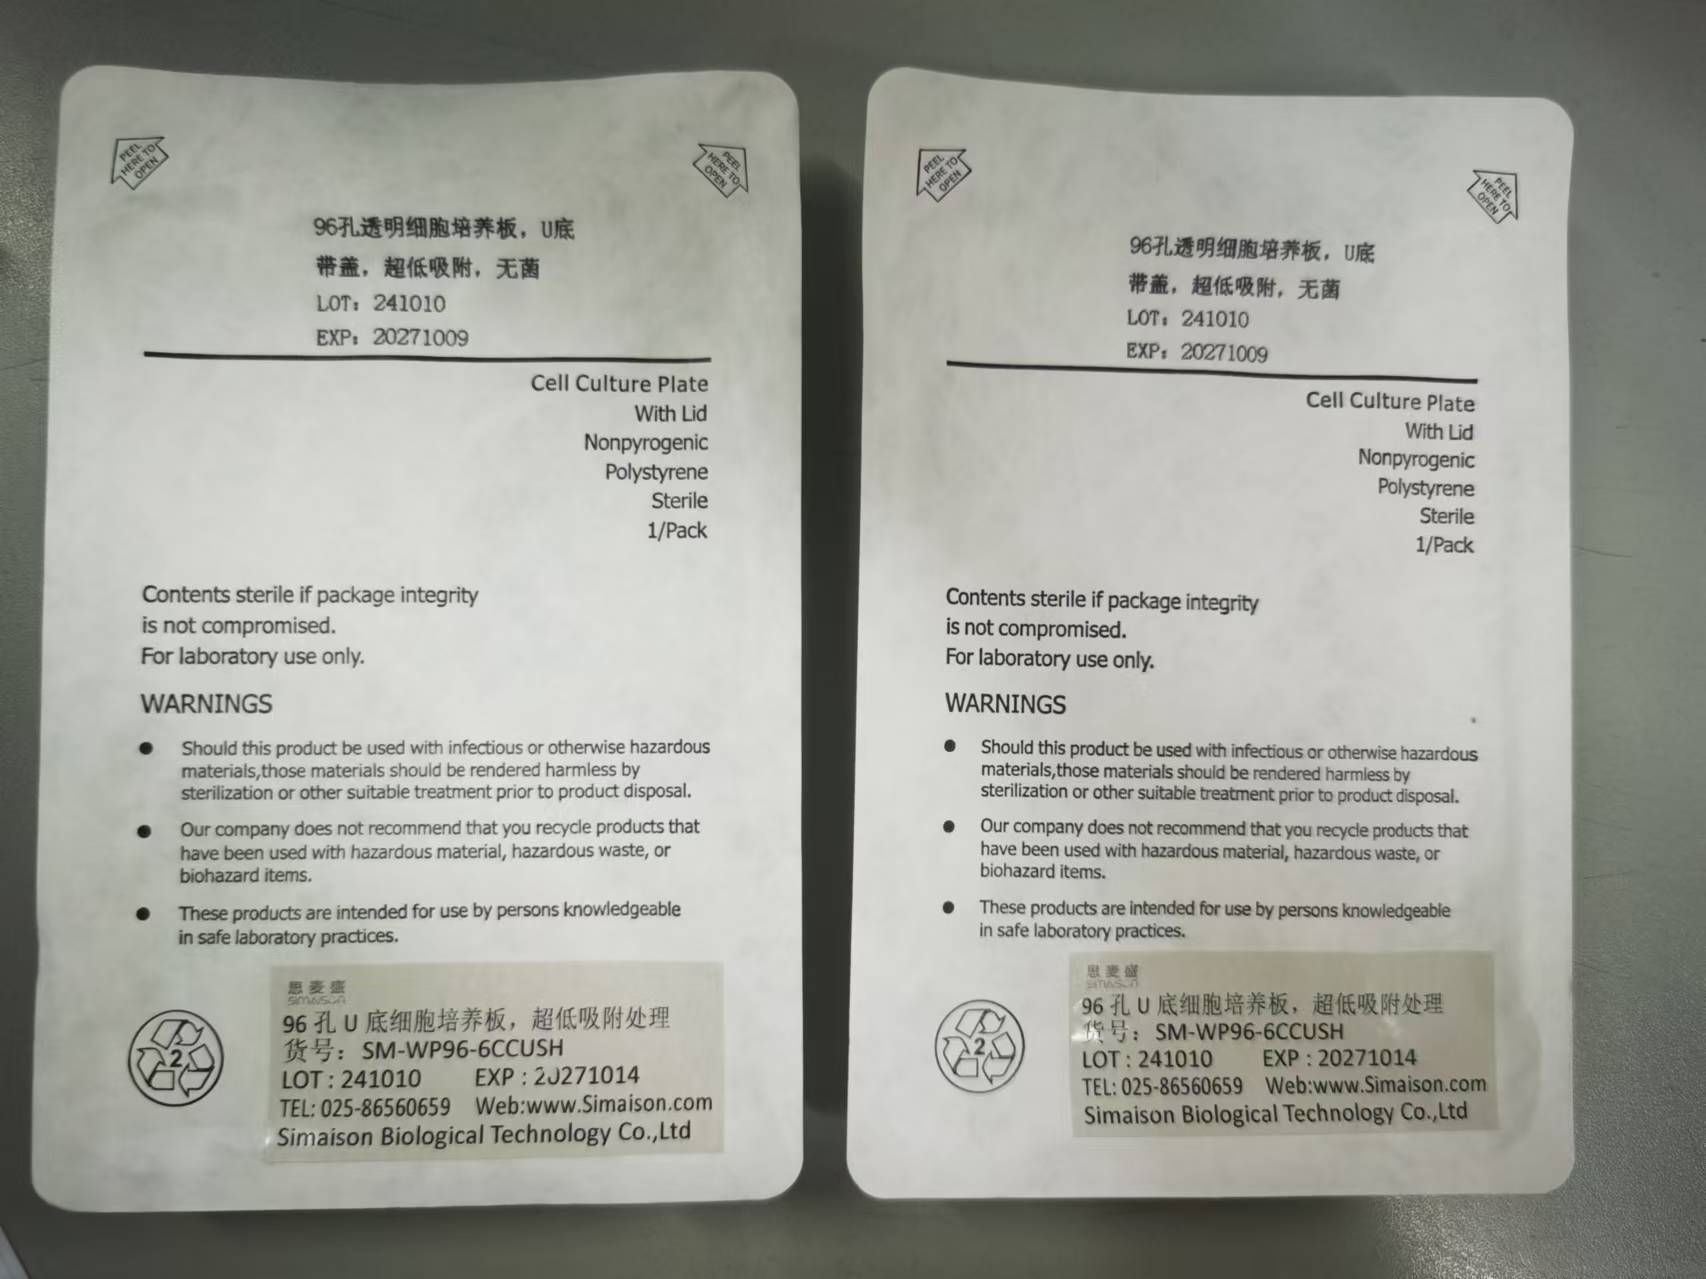 PEEL
HERE TO
OPEN
PEEL
HERE TO
OPEN
96孔透明细胞培养板，U底
带盖，超低吸附，无菌
LOT：241010
EXP：20271009
Cell Culture Plate
With Lid
Nonpyrogenic
Polystyrene
Sterile
1/Pack
Contents sterile if package integrity
is not compromised.
For laboratory use only.
WARNINGS
● Should this product be used with infectious or otherwise hazardous
materials,those materials should be rendered harmless by
sterilization or other suitable treatment prior to product disposal.
● Our company does not recommend that you recycle products that
have been used with hazardous material, hazardous waste, or
biohazard items.
● These products are intended for use by persons knowledgeable
in safe laboratory practices.
2
思麦盛
SIMAISON
96 孔 U 底细胞培养板，超低吸附处理
货号：SM-WP96-6CCUSH
LOT : 241010 EXP : 20271014
TEL: 025-86560659 Web:www.Simaison.com
Simaison Biological Technology Co.,Ltd
PEEL
HERE TO
OPEN
PEEL
HERE TO
OPEN
96孔透明细胞培养板，U底
带盖，超低吸附，无菌
LOT：241010
EXP：20271009
Cell Culture Plate
With Lid
Nonpyrogenic
Polystyrene
Sterile
1/Pack
Contents sterile if package integrity
is not compromised.
For laboratory use only.
WARNINGS
● Should this product be used with infectious or otherwise hazardous
materials,those materials should be rendered harmless by
sterilization or other suitable treatment prior to product disposal.
● Our company does not recommend that you recycle products that
have been used with hazardous material, hazardous waste, or
biohazard items.
● These products are intended for use by persons knowledgeable
in safe laboratory practices.
2
思麦盛
SIMAISON
96 孔 U 底细胞培养板，超低吸附处理
货号：SM-WP96-6CCUSH
LOT : 241010 EXP : 20271014
TEL: 025-86560659 Web:www.Simaison.com
Simaison Biological Technology Co.,Ltd